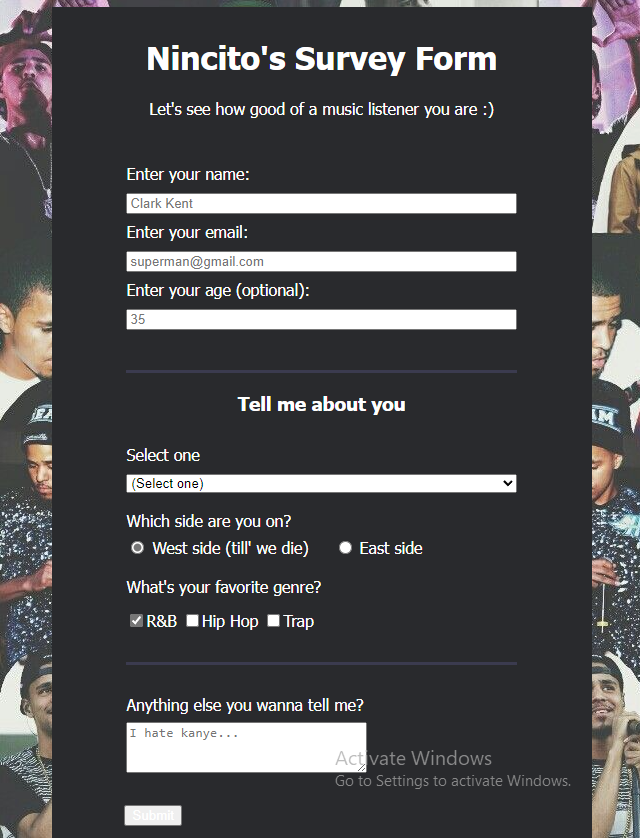 Nincito's Survey Form
Let's see how good of a music listener you are :)
Enter your name:
Clark Kent
Enter your email:
superman@gmail.com
Enter your age (optional):
35
Tell me about you
Select one
(Select one)
Which side are you on?
West side (till' we die) East side
What's your favorite genre?
R&B Hip Hop Trap
Anything else you wanna tell me?
I hate kanye...
Activate Windows
Go to Settings to activate Windows.
Submit